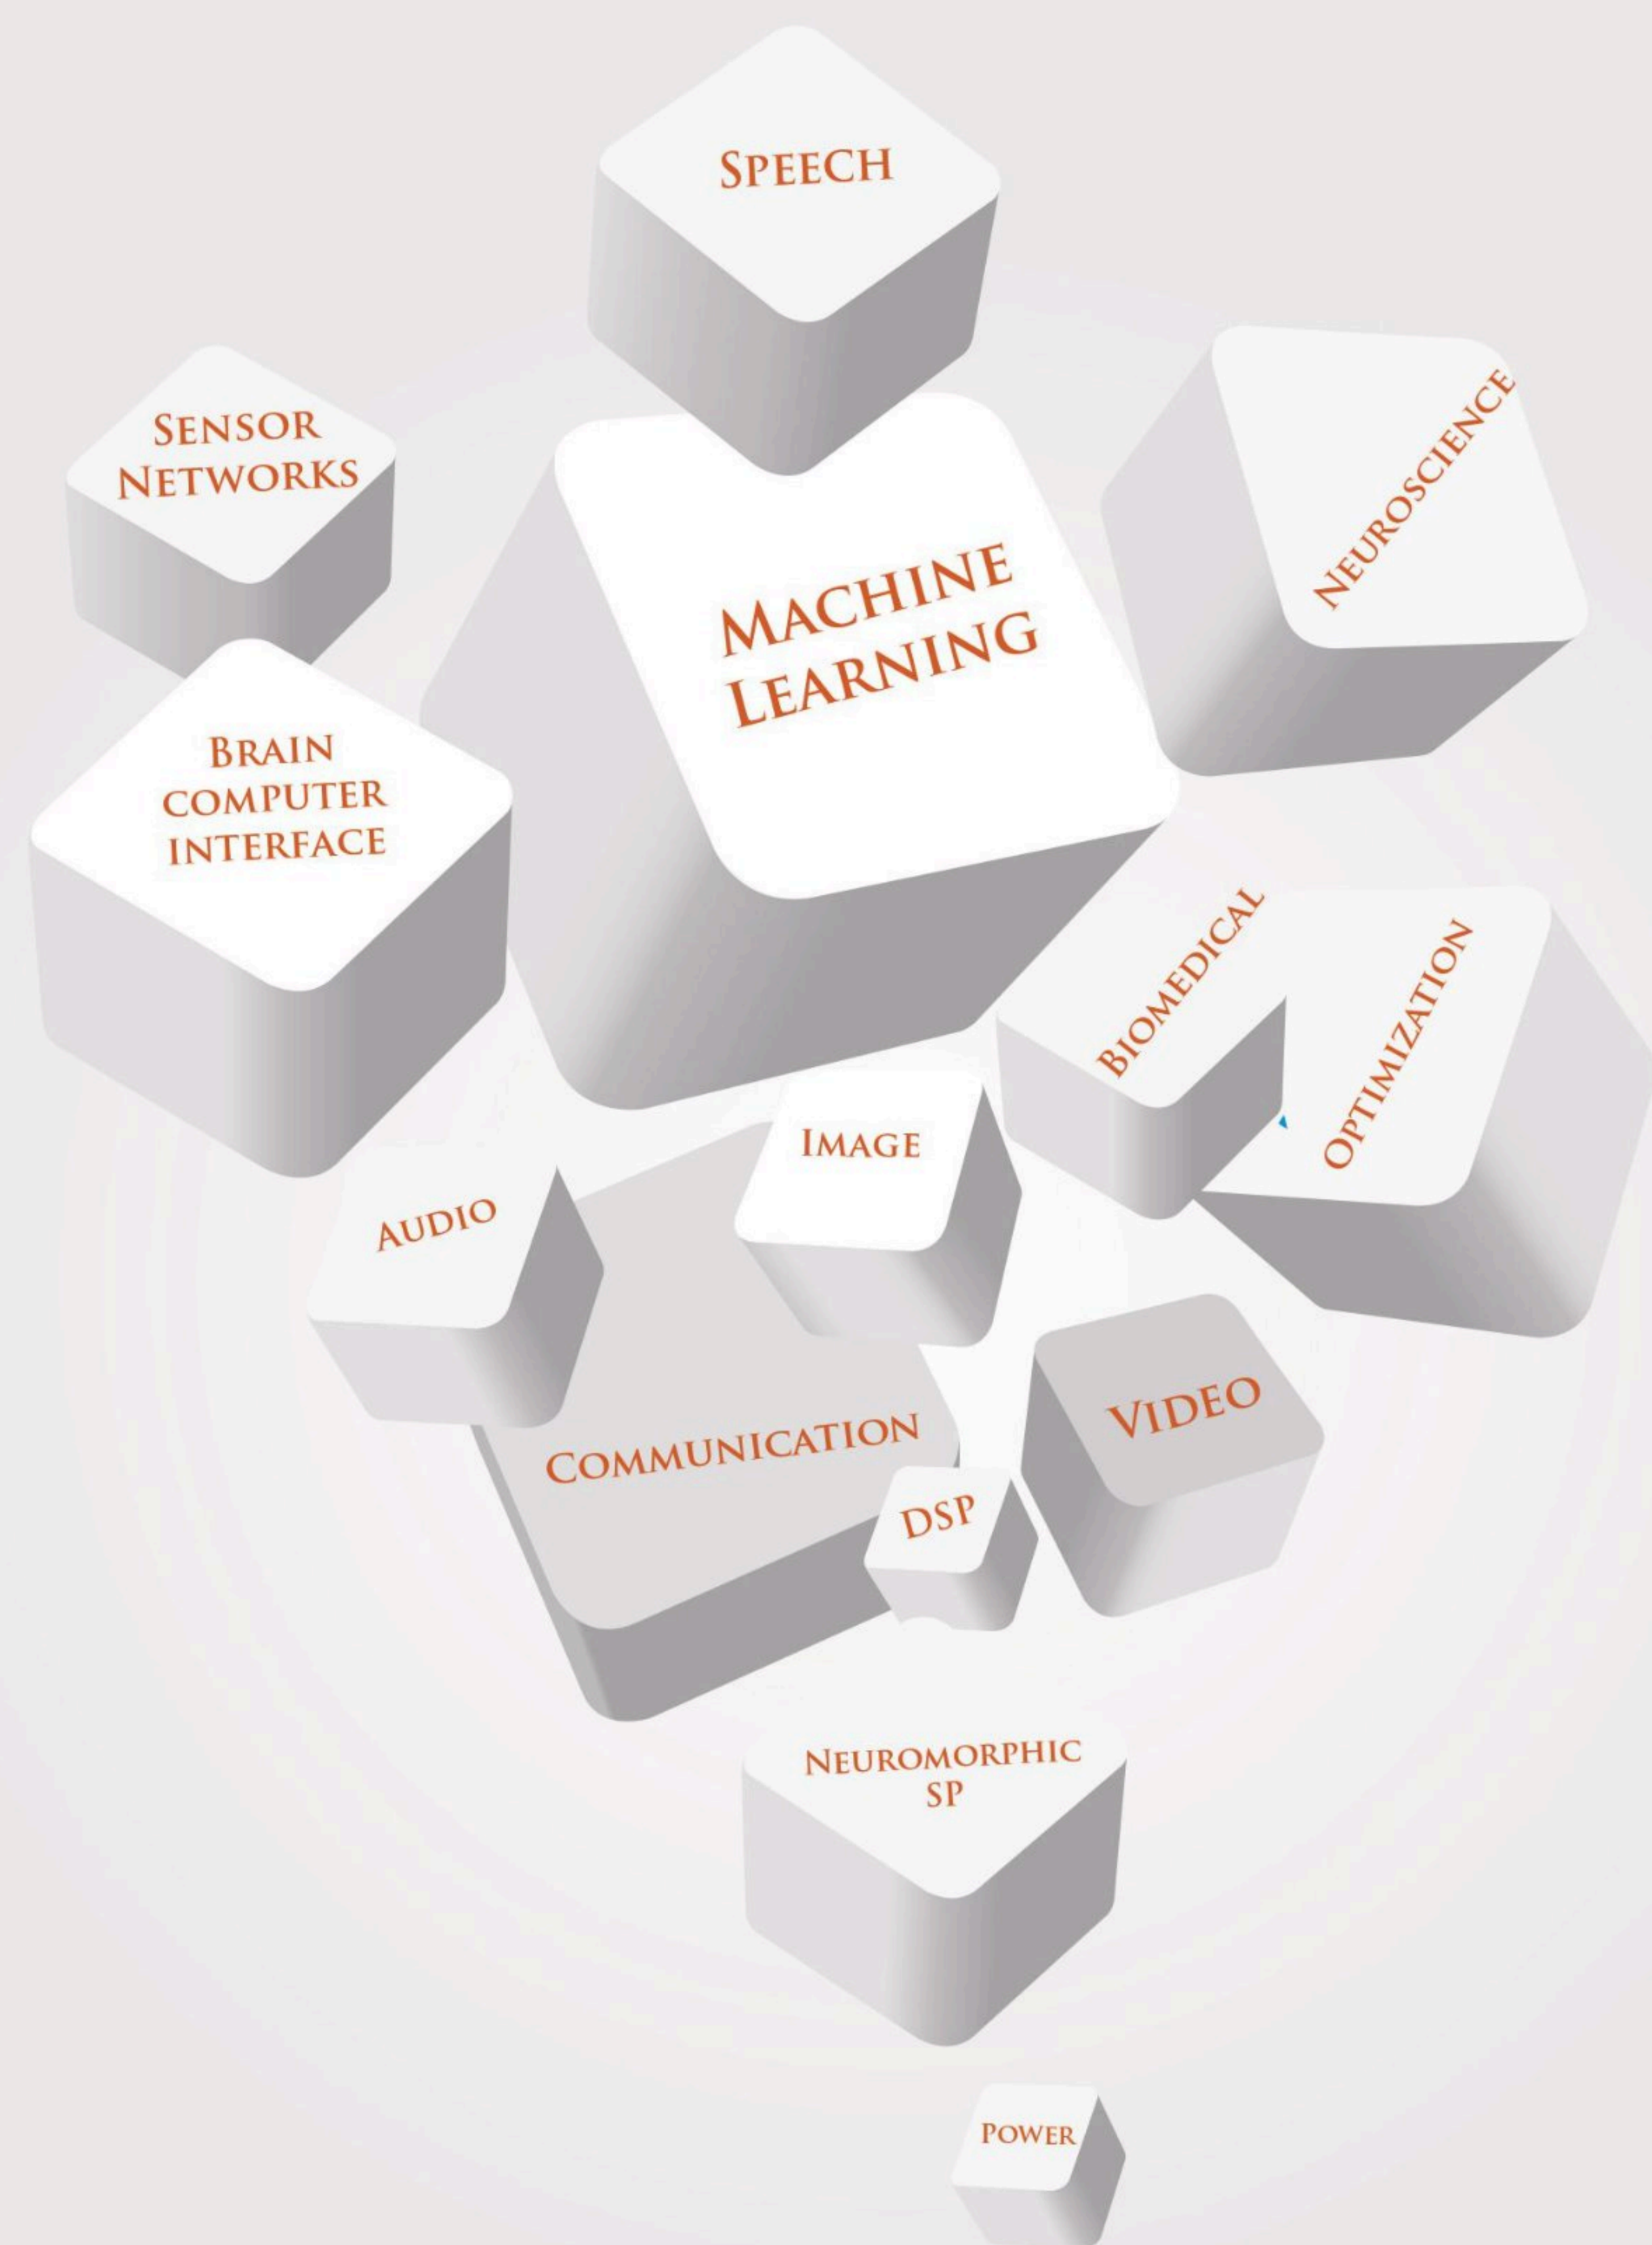 SPEECH
SENSOR
NETWORKS
NEUROSCIENCE
MACHINE
LEARNING
BRAIN
COMPUTER
INTERFACE
BIOMEDICAL
OPTIMIZATION
IMAGE
AUDIO
VIDEO
COMMUNICATION
DSP
NEUROMORPHIC
SP
POWER